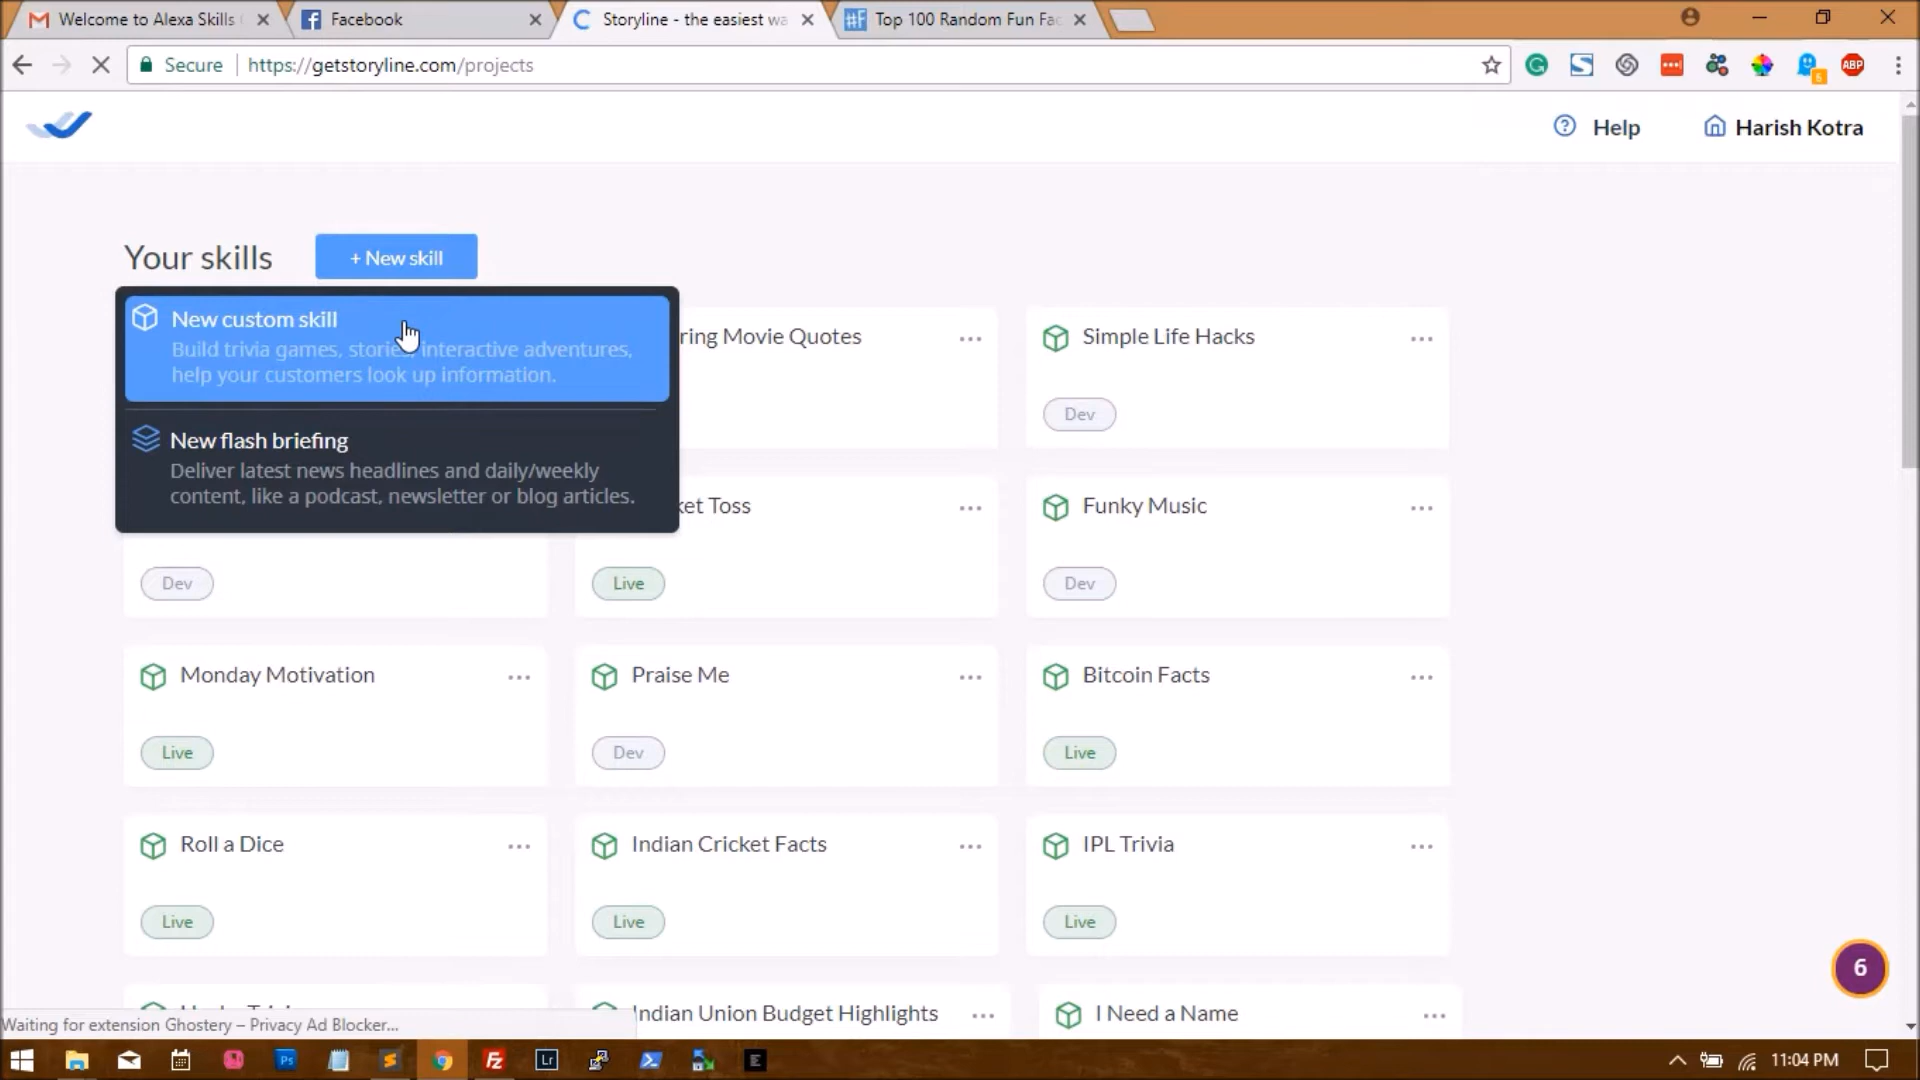 Welcome to Alexa Skills
Facebook
Storyline - the easiest wa
Top 100 Random Fun Fac
Secure
https://getstoryline.com/projects
6
ABP
Help
Harish Kotra
Your skills
+ New skill
New custom skill
Build trivia games, stories, interactive adventures,
help your customers look up information.
New flash briefing
Deliver latest news headlines and daily/weekly
content, like a podcast, newsletter or blog articles.
ring Movie Quotes
Simple Life Hacks
Dev
ket Toss
Funky Music
Dev
Live
Dev
Monday Motivation
Praise Me
Bitcoin Facts
Live
Dev
Live
Roll a Dice
Indian Cricket Facts
IPL Trivia
Live
Live
Live
6
Indian Union Budget Highlights
I Need a Name
Waiting for extension Ghostery – Privacy Ad Blocker...
Ps
Fz
Lr
11:04 PM